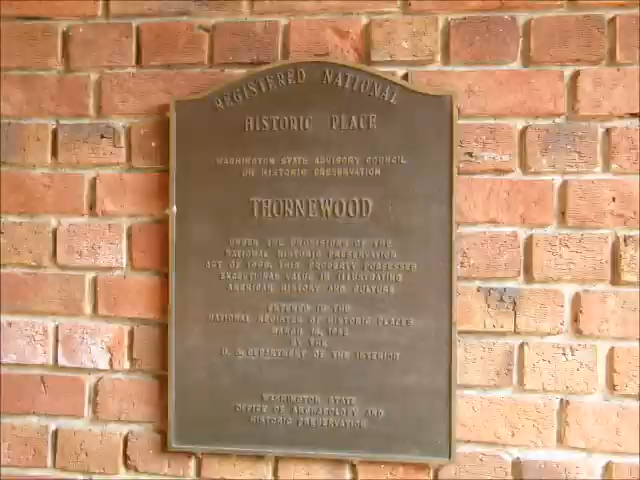 REGISTERED NATIONAL
HISTORIC PLACE
WASHINGTON STATE ADVISORY COUNCIL
ON HISTORIC PRESERVATION
THORNEWOOD
UNDER THE PROVISIONS OF THE
NATIONAL HISTORIC PRESERVATION
ACT OF 1966, THIS PROPERTY POSSESSES
EXCEPTIONAL VALUE IN ILLUSTRATING
AMERICAN HISTORY AND CULTURE
ENTERED IN THE
NATIONAL REGISTER OF HISTORIC PLACES
MARCH 1982
BY THE
U. S. DEPARTMENT OF THE INTERIOR
WASHINGTON STATE
OFFICE OF ARCHAEOLOGY AND
HISTORIC PRESERVATION